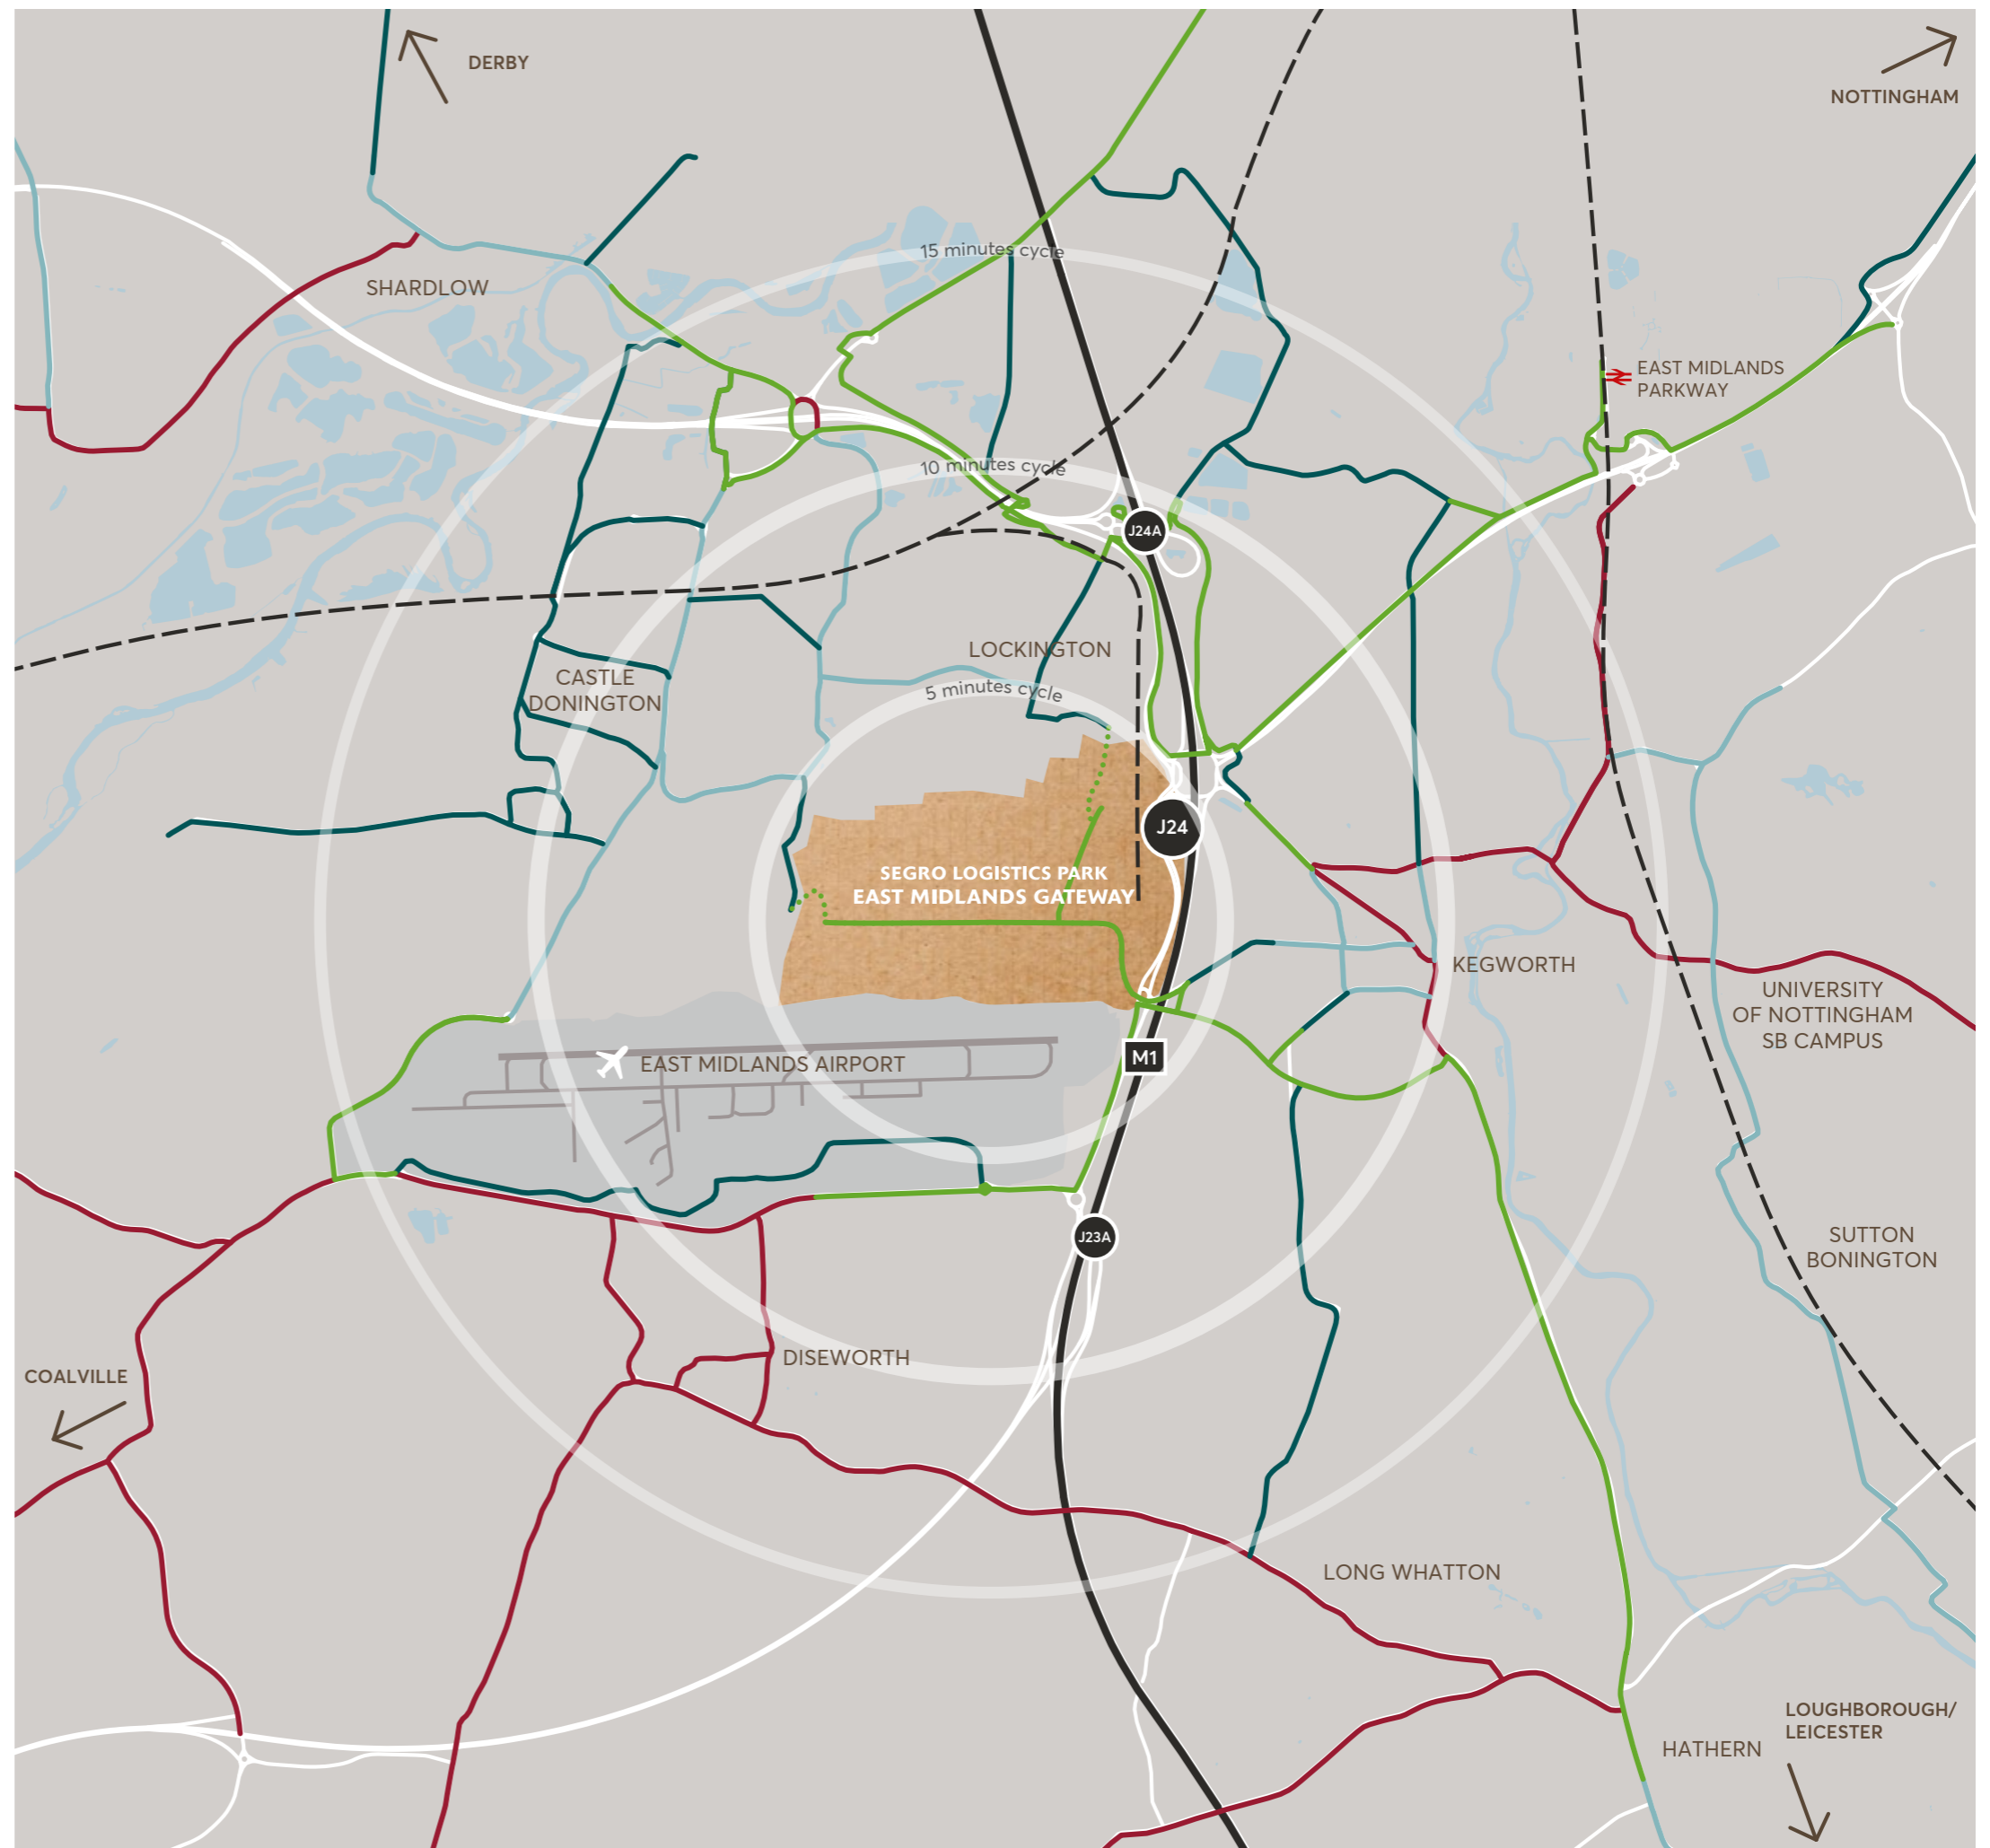 DERBY
NOTTINGHAM
15 minutes cycle
SHARDLOW
EAST MIDLANDS
PARKWAY
10 minutes cycle
J24A
LOCKINGTON
CASTLE
DONINGTON
5 minutes cycle
J24
SEGRO LOGISTICS PARK
EAST MIDLANDS GATEWAY
KEGWORTH
UNIVERSITY
OF NOTTINGHAM
SB CAMPUS
M1
EAST MIDLANDS AIRPORT
J23A
SUTTON
BONINGTON
DISEWORTH
COALVILLE
LONG WHATTON
LOUGHBOROUGH/
LEICESTER
HATHERN